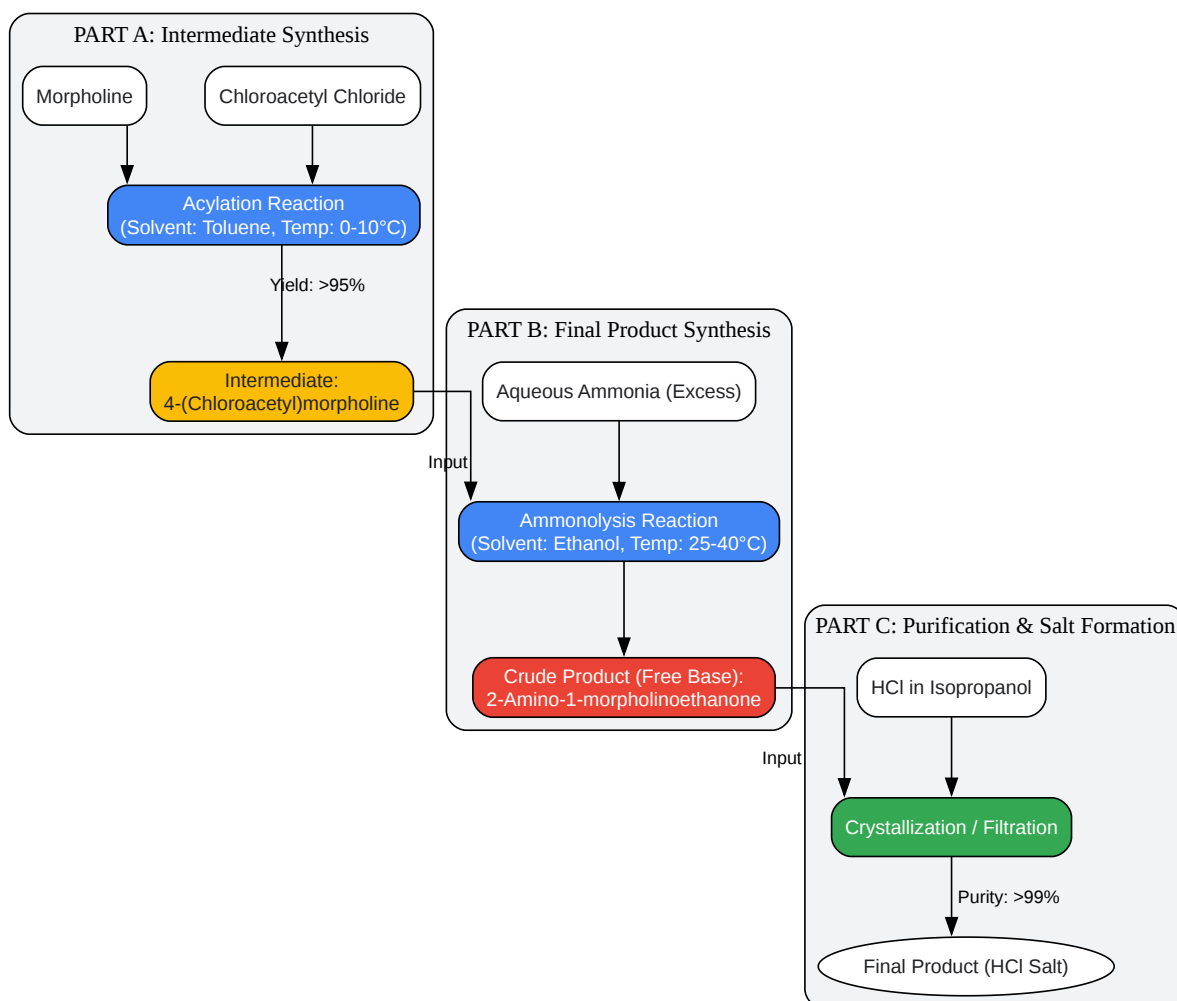 PART A: Intermediate Synthesis
Morpholine
Chloroacetyl Chloride
Acylation Reaction
(Solvent: Toluene, Temp: 0-10°C)
Yield: >95%
Intermediate:
4-(Chloroacetyl)morpholine
Input
PART B: Final Product Synthesis
Aqueous Ammonia (Excess)
Ammonolysis Reaction
(Solvent: Ethanol, Temp: 25-40°C)
Crude Product (Free Base):
2-Amino-1-morpholinoethanone
Input
PART C: Purification & Salt Formation
HCl in Isopropanol
Crystallization / Filtration
Purity: >99%
Final Product (HCl Salt)